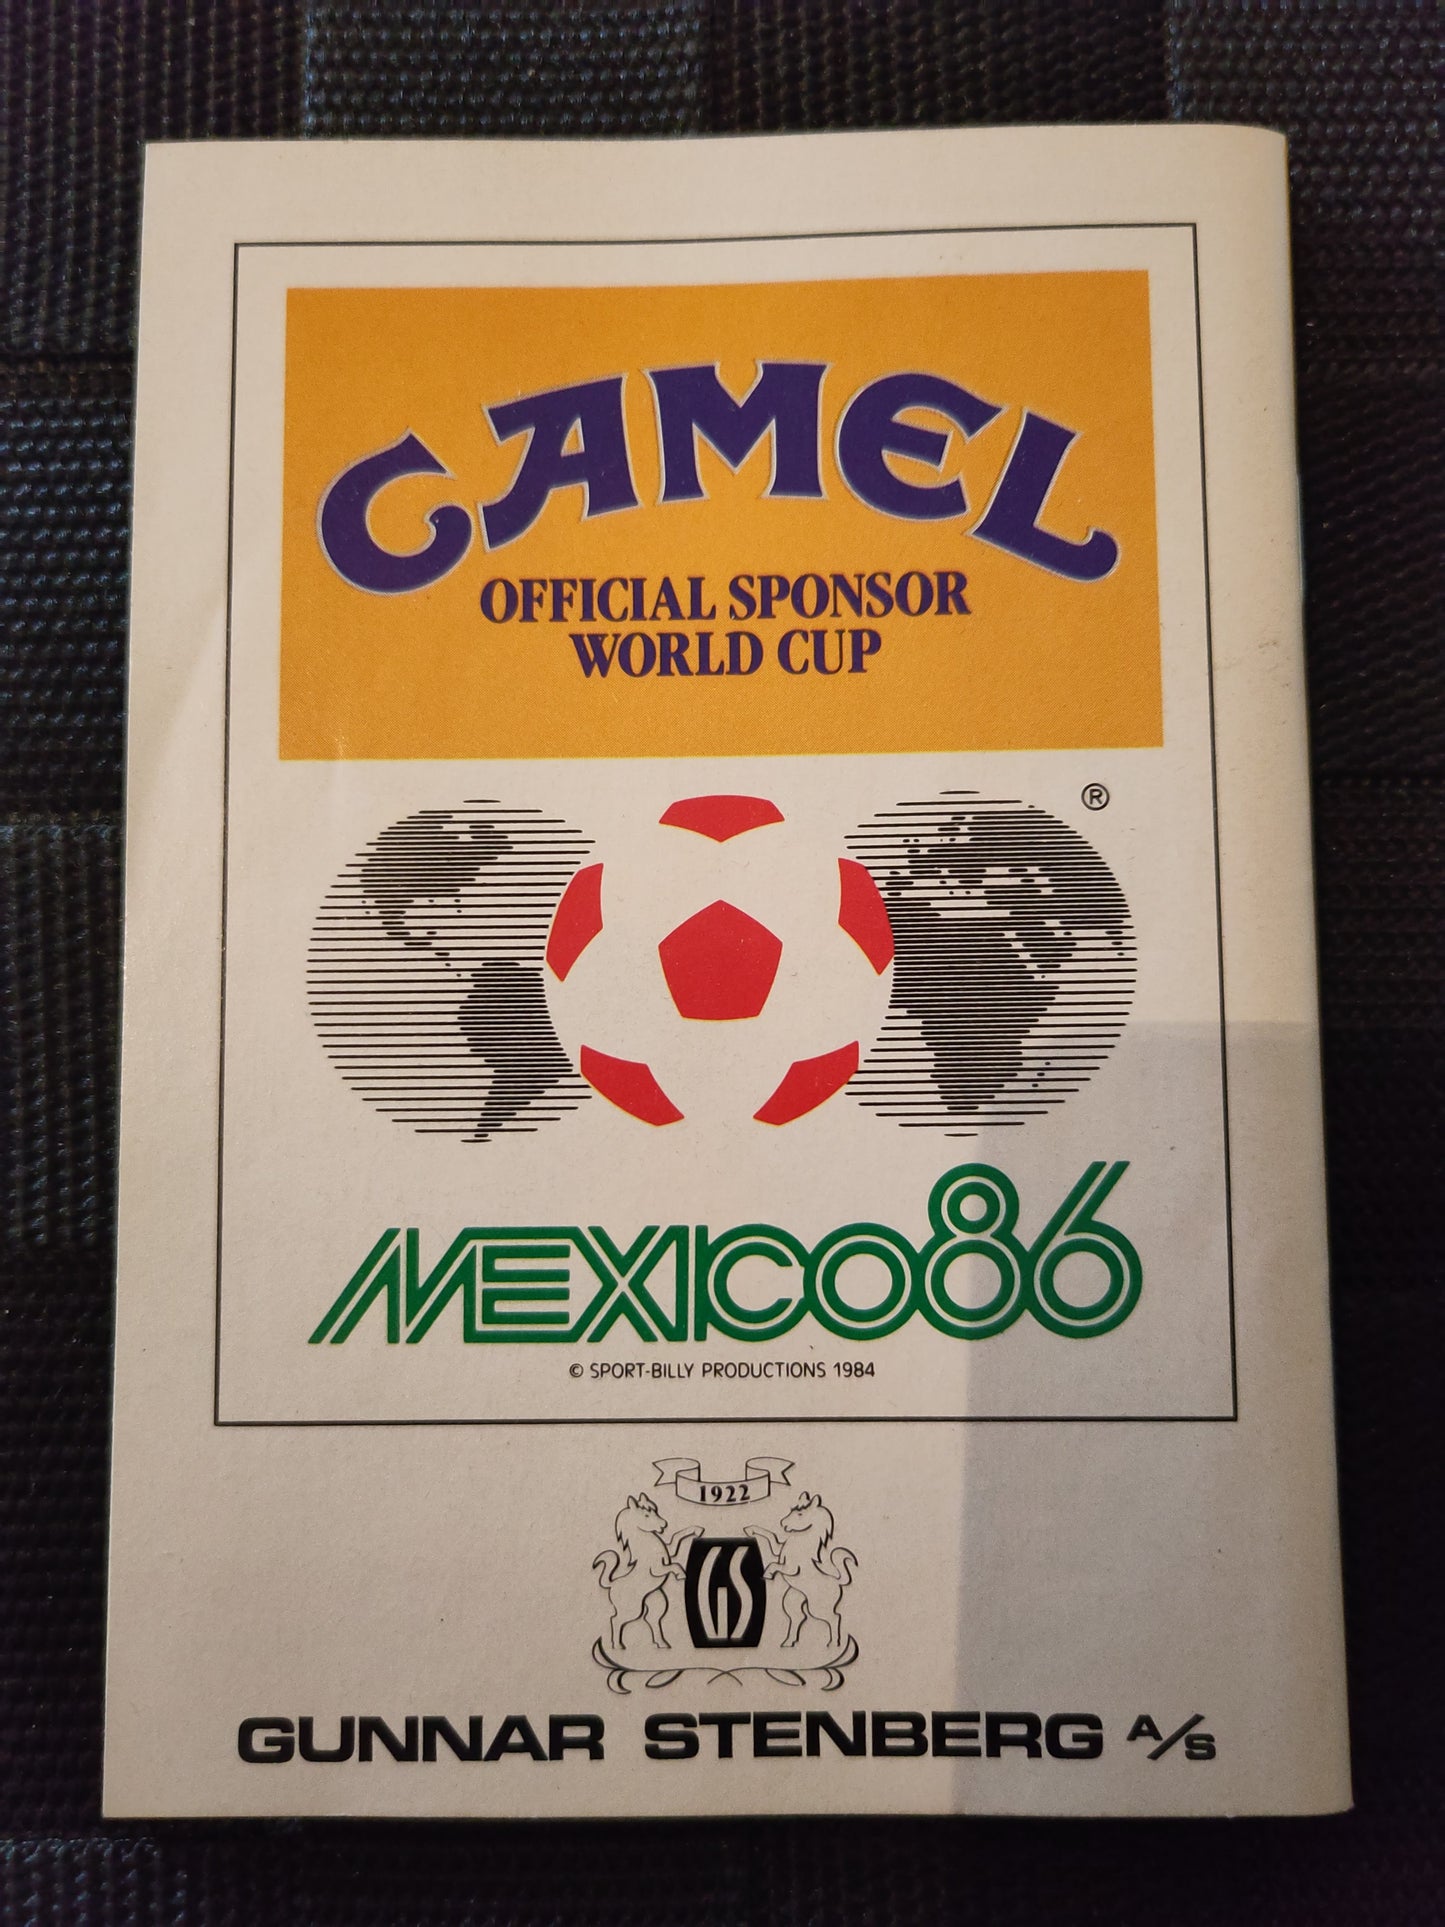 CAMEL
OFFICIAL SPONSOR
WORLD CUP
®
MEXICO86
© SPORT-BILLY PRODUCTIONS 1984
1922
GS
GUNNAR STENBERG A/S